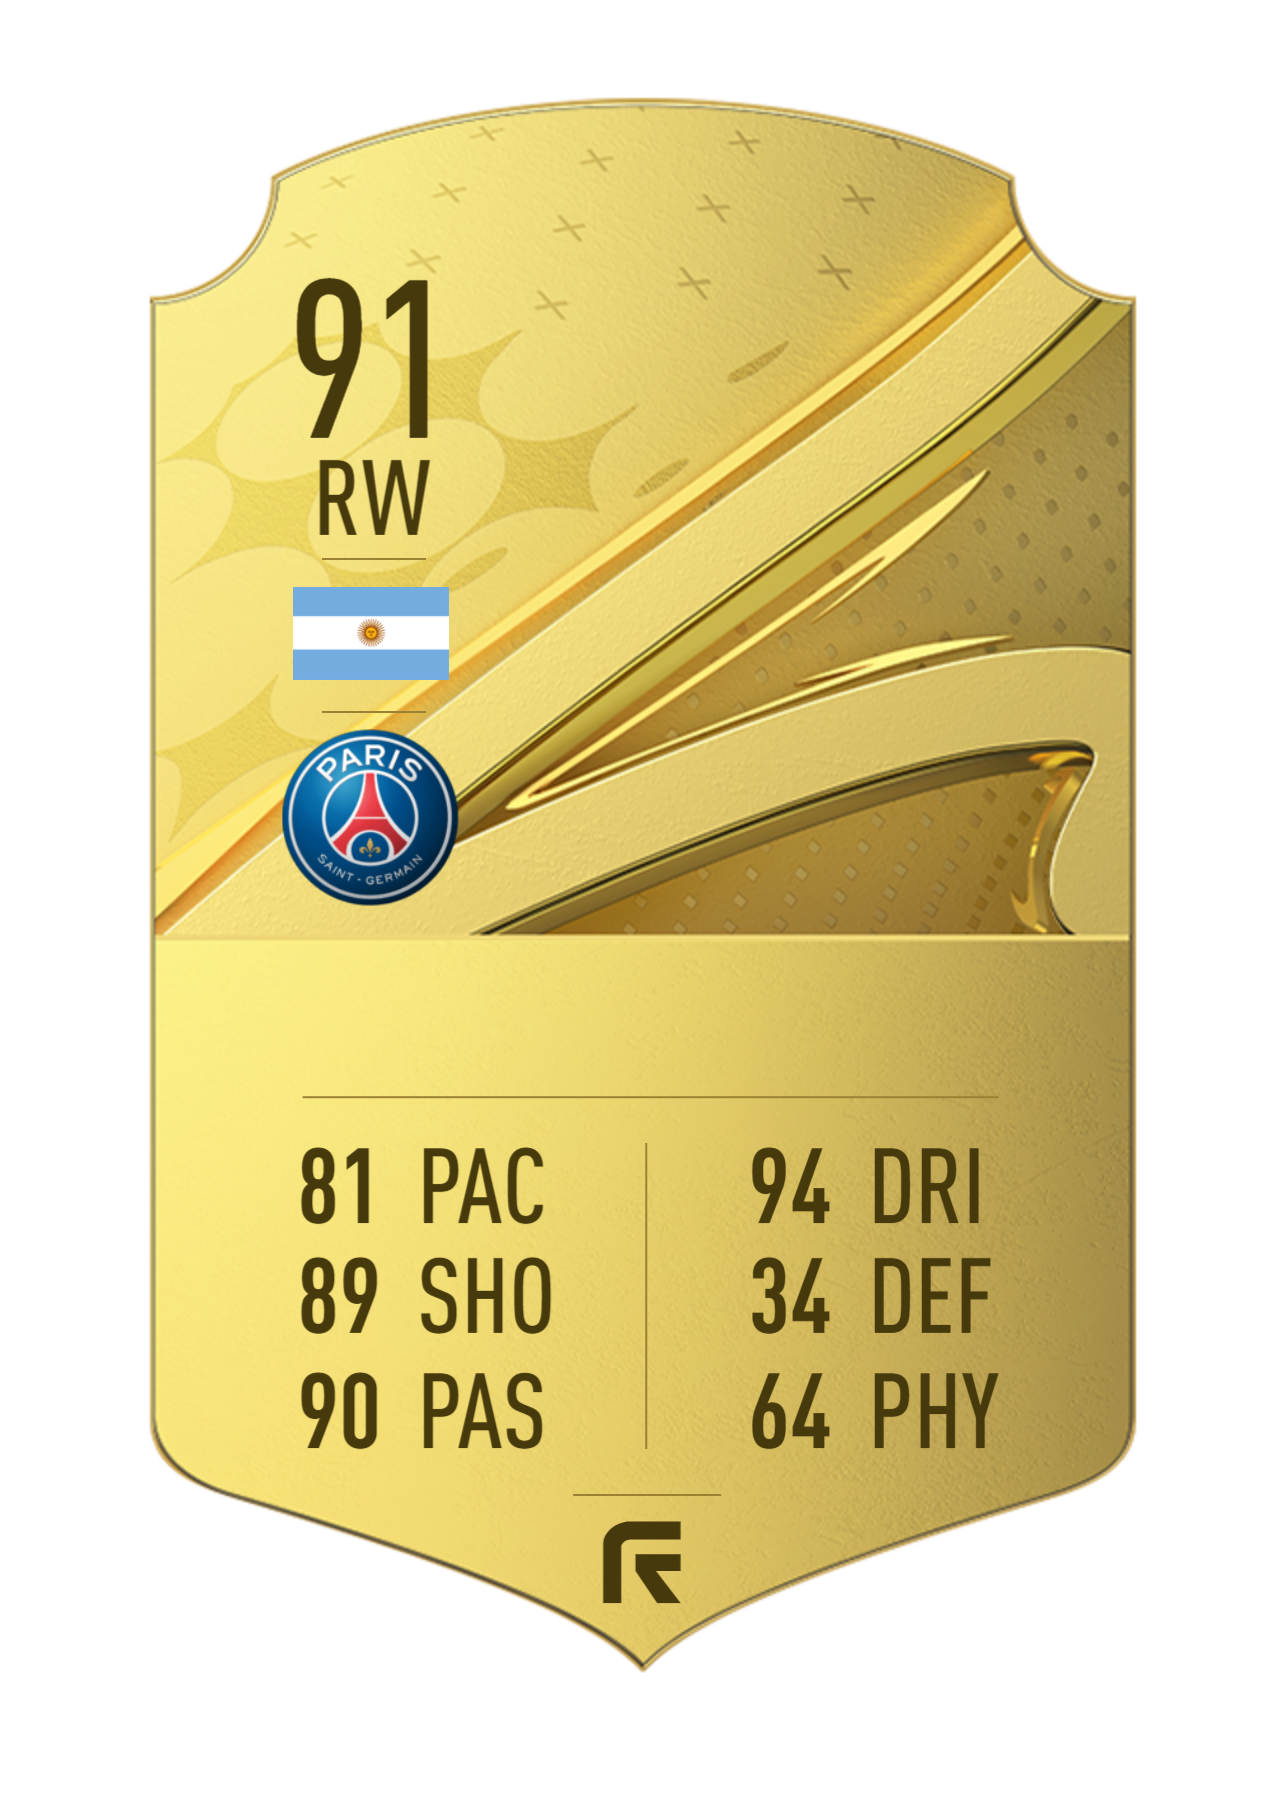 91
RW
PARIS
SAINT - GERMAIN
81 PAC
89 SHO
90 PAS
94 DRI
34 DEF
64 PHY